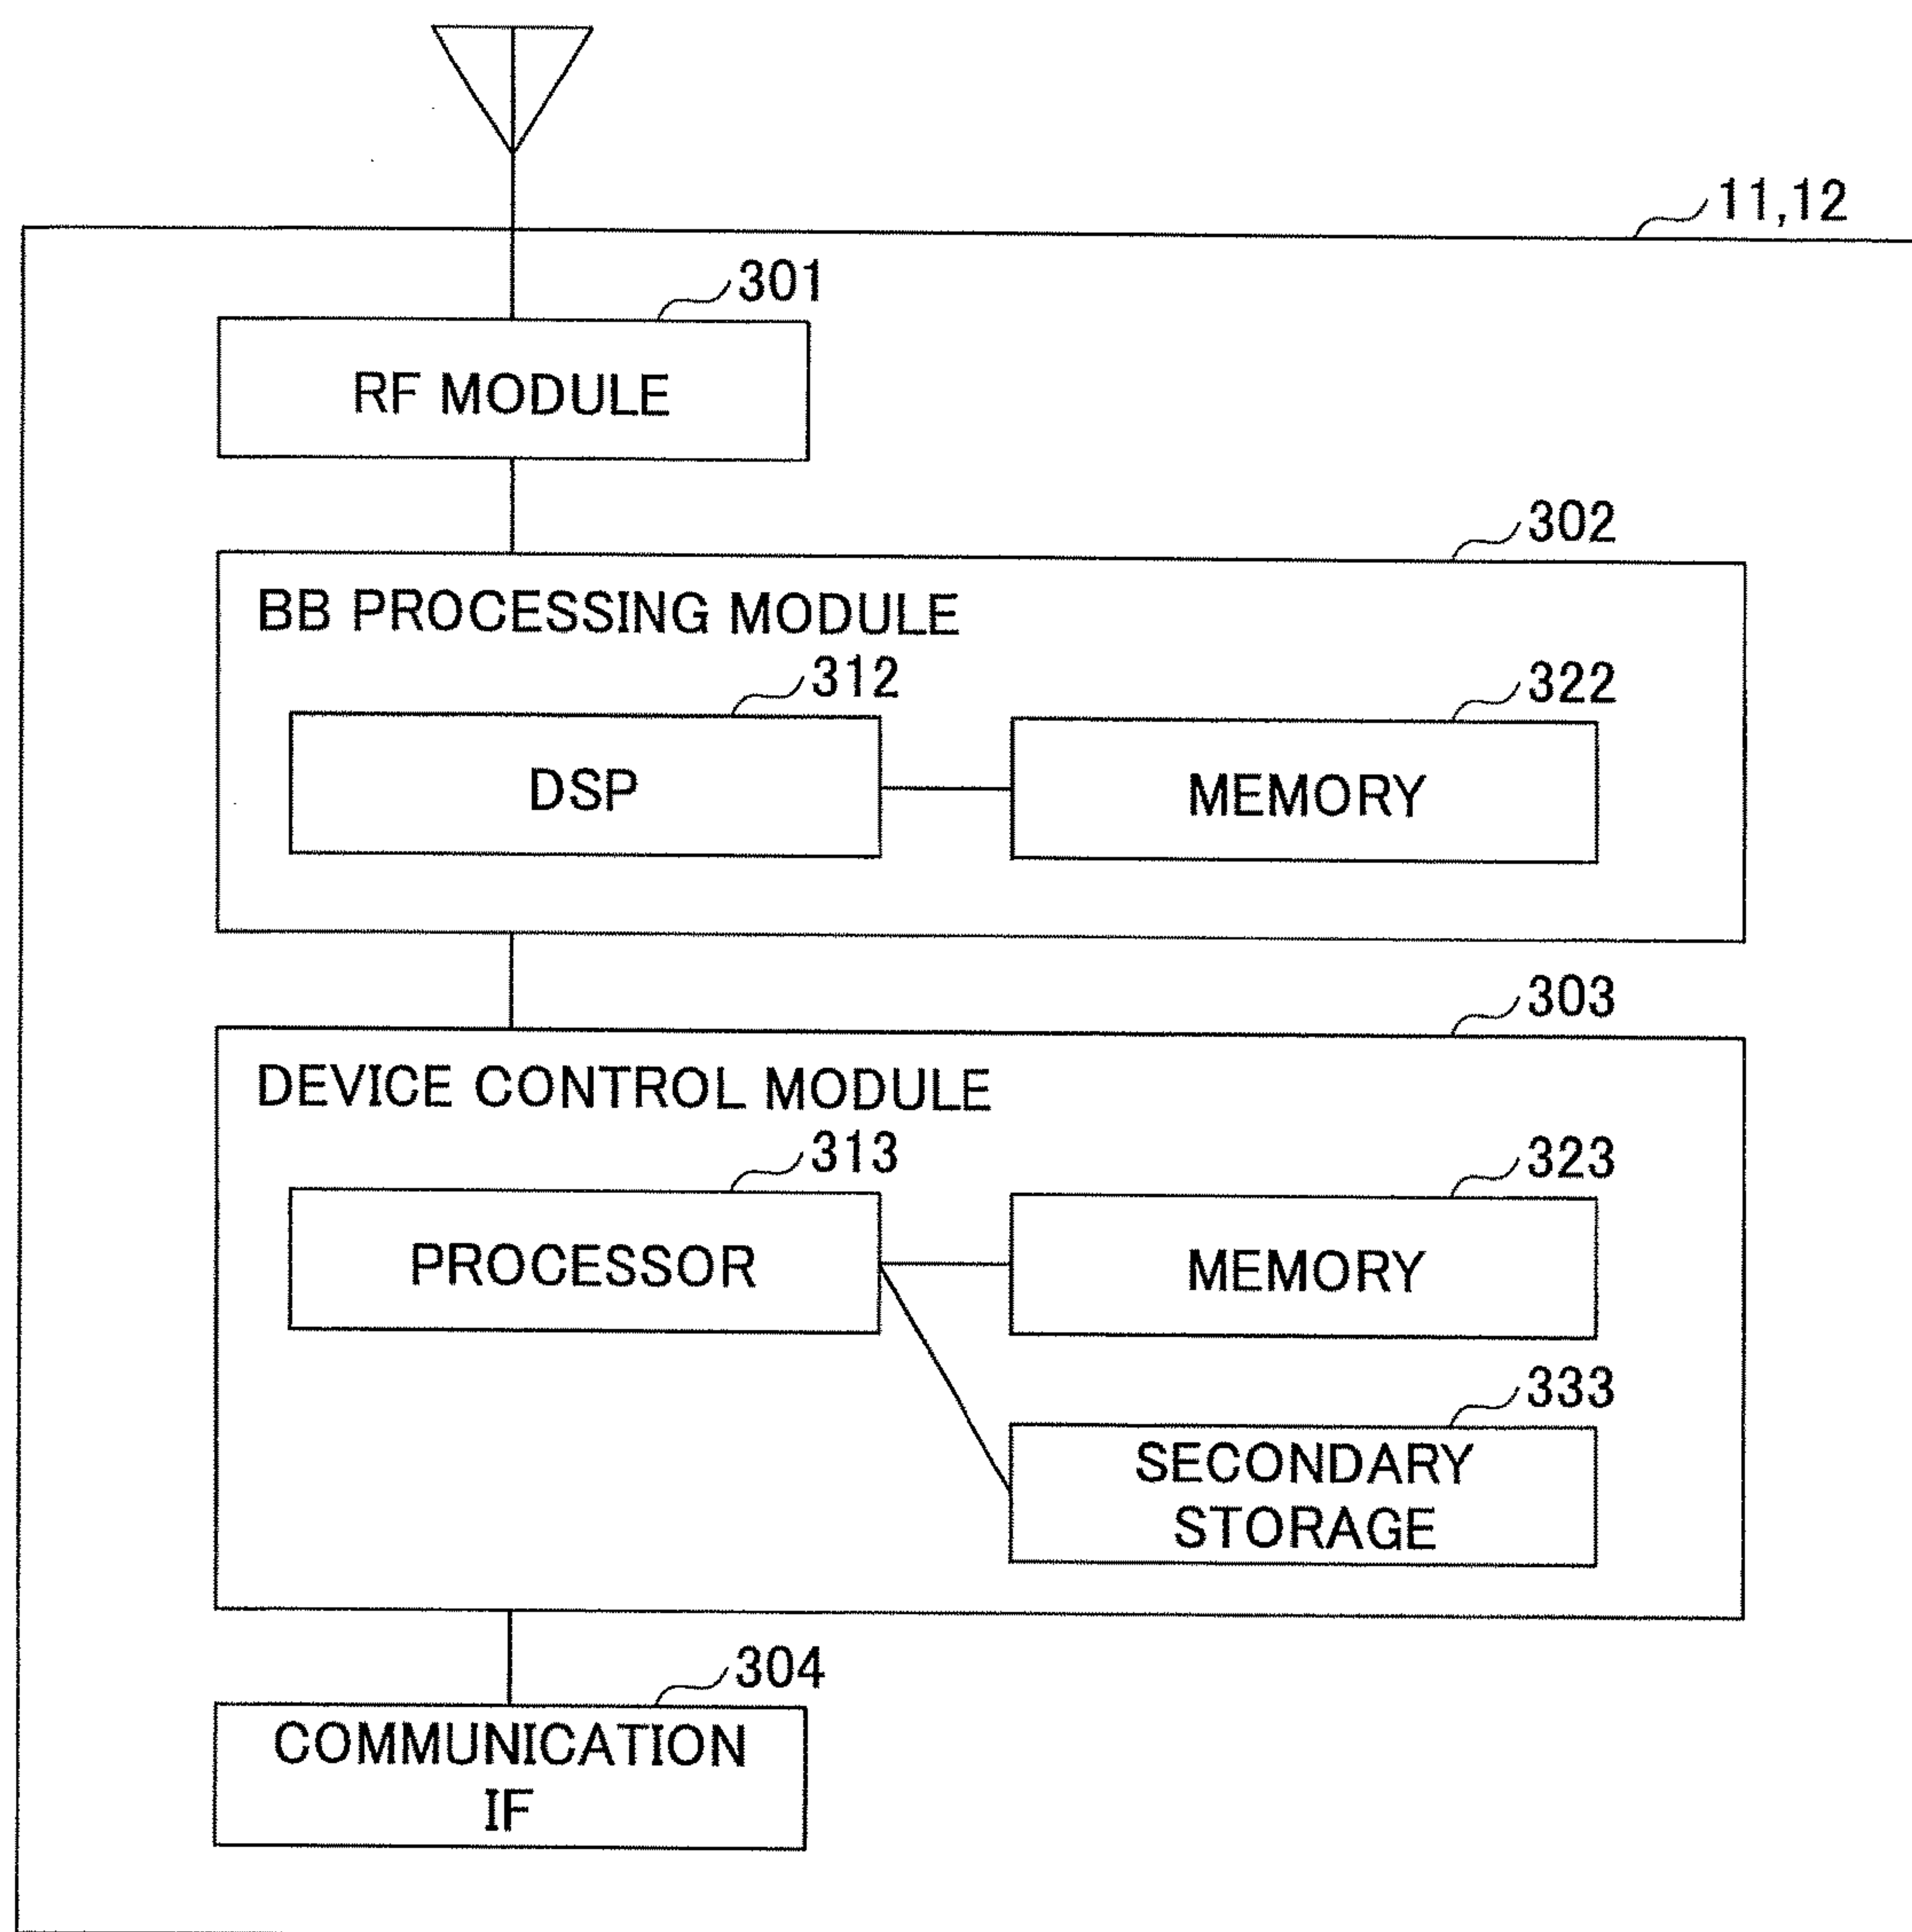 11,12
301
RF MODULE
302
BB PROCESSING MODULE
312
322
DSP
MEMORY
303
DEVICE CONTROL MODULE
313
323
PROCESSOR
MEMORY
333
SECONDARY
STORAGE
304
COMMUNICATION
IF